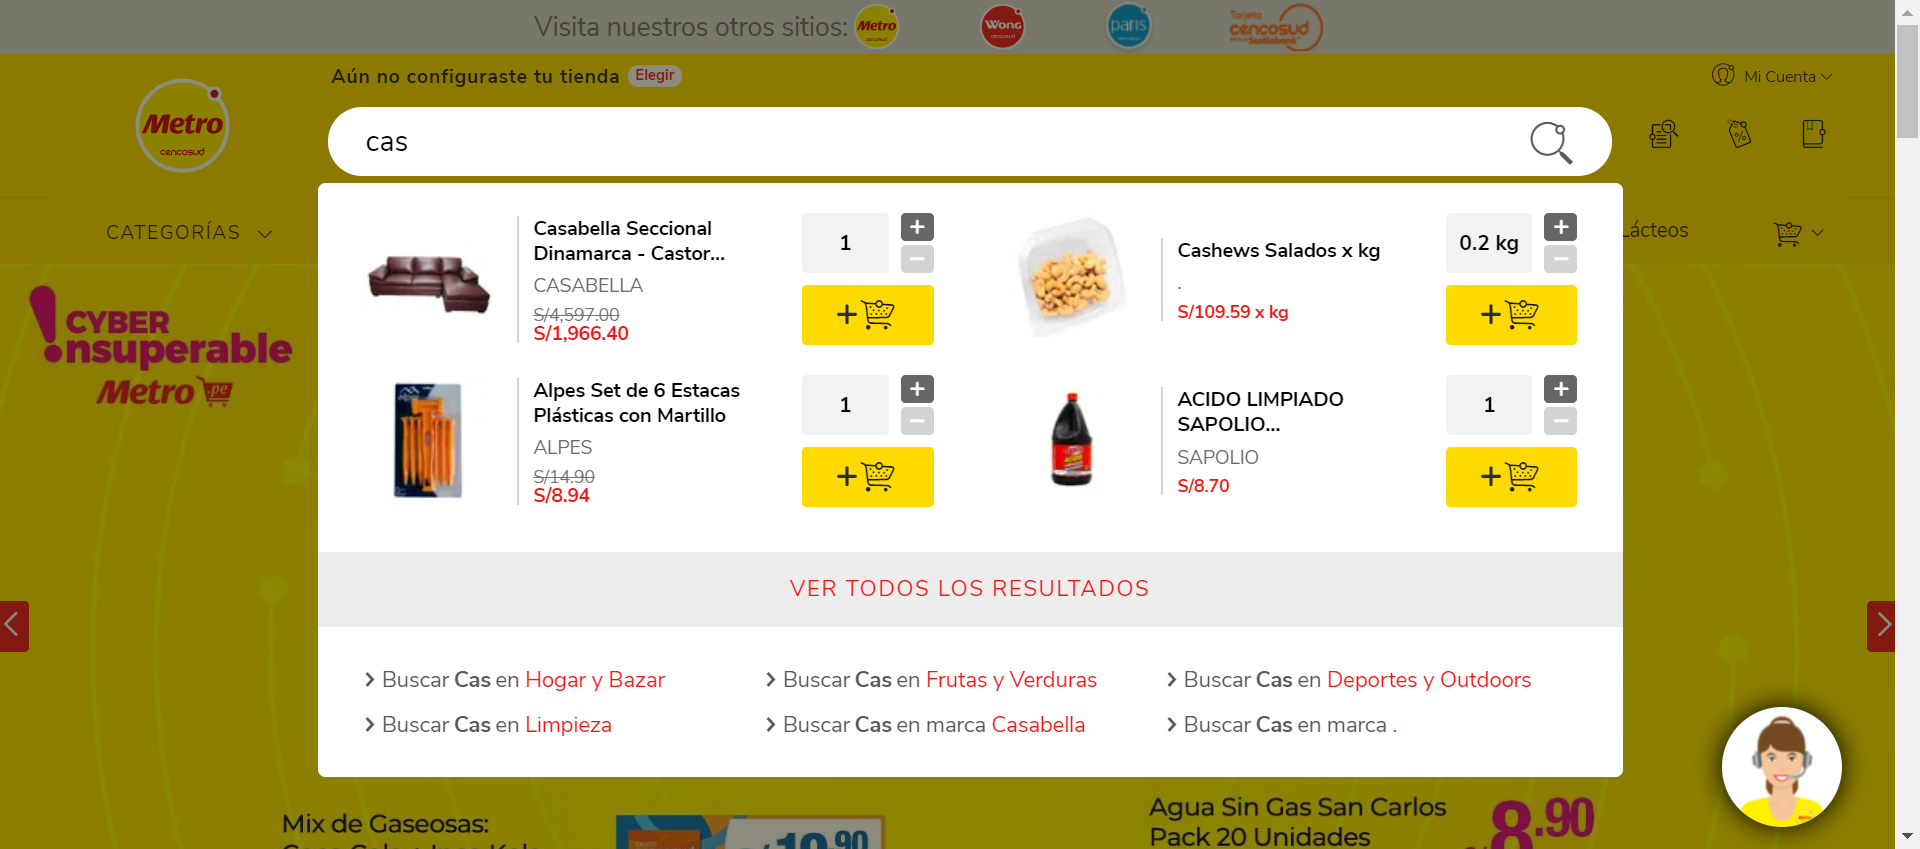 Visita nuestros otros sitios:
Metro
cencosud
Wong
cencosud
paris
cencosud
Tarjeta
cencosud
Scotiabank
Aún no configuraste tu tienda Elegir
Mi Cuenta
Metro
cencosud
cas
CATEGORÍAS
Lácteos
Casabella Seccional
Dinamarca - Castor...
CASABELLA
S/4,597.00
S/1,966.40
1
+
−
+
Cashews Salados x kg
.
S/109.59 x kg
0.2 kg
+
−
+
Alpes Set de 6 Estacas
Plásticas con Martillo
ALPES
S/14.90
S/8.94
1
+
−
+
ACIDO LIMPIADO
SAPOLIO...
SAPOLIO
S/8.70
1
+
−
+
CYBER
!nsuperable
Metro .pe
VER TODOS LOS RESULTADOS
Buscar Cas en Hogar y Bazar
Buscar Cas en Frutas y Verduras
Buscar Cas en Deportes y Outdoors
Buscar Cas en Limpieza
Buscar Cas en marca Casabella
Buscar Cas en marca .
Mix de Gaseosas:
Agua Sin Gas San Carlos
Pack 20 Unidades
8.90